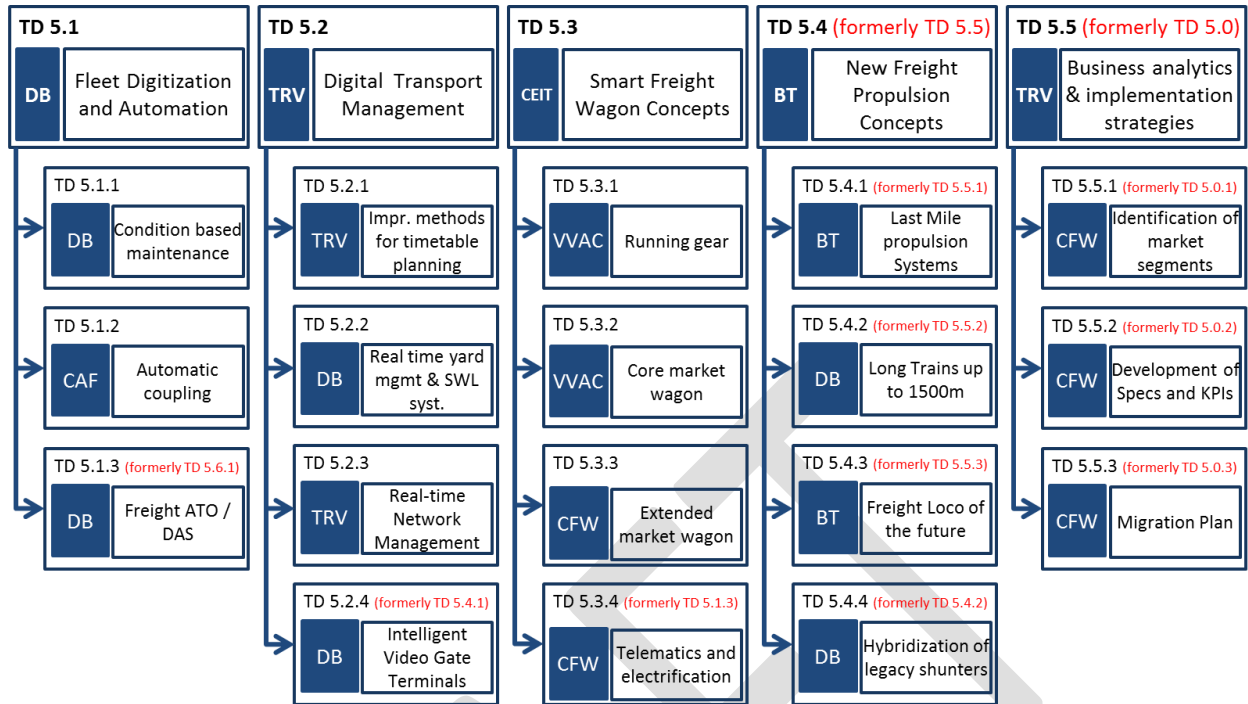 TD 5.1
DB
Fleet Digitization
and Automation
TD 5.1.1
DB
Condition based
maintenance
TD 5.1.2
CAF
Automatic
coupling
TD 5.1.3 (formerly TD 5.6.1)
DB
Freight ATO /
DAS
TD 5.2
TRV
Digital Transport
Management
TD 5.2.1
TRV
Impr. methods
for timetable
planning
TD 5.2.2
DB
Real time yard
mgmt & SWL
syst.
TD 5.2.3
TRV
Real-time
Network
Management
TD 5.2.4 (formerly TD 5.4.1)
DB
Intelligent
Video Gate
Terminals
TD 5.3
CEIT
Smart Freight
Wagon Concepts
TD 5.3.1
VVAC
Running gear
TD 5.3.2
VVAC
Core market
wagon
TD 5.3.3
CFW
Extended
market wagon
TD 5.3.4 (formerly TD 5.1.3)
CFW
Telematics and
electrification
TD 5.4 (formerly TD 5.5)
BT
New Freight
Propulsion
Concepts
TD 5.4.1 (formerly TD 5.5.1)
BT
Last Mile
propulsion
Systems
TD 5.4.2 (formerly TD 5.5.2)
DB
Long Trains up
to 1500m
TD 5.4.3 (formerly TD 5.5.3)
BT
Freight Loco of
the future
TD 5.4.4 (formerly TD 5.4.2)
DB
Hybridization of
legacy shunters
TD 5.5 (formerly TD 5.0)
TRV
Business analytics
& implementation
strategies
TD 5.5.1 (formerly TD 5.0.1)
CFW
Identification of
market
segments
TD 5.5.2 (formerly TD 5.0.2)
CFW
Development of
Specs and KPIs
TD 5.5.3 (formerly TD 5.0.3)
CFW
Migration Plan